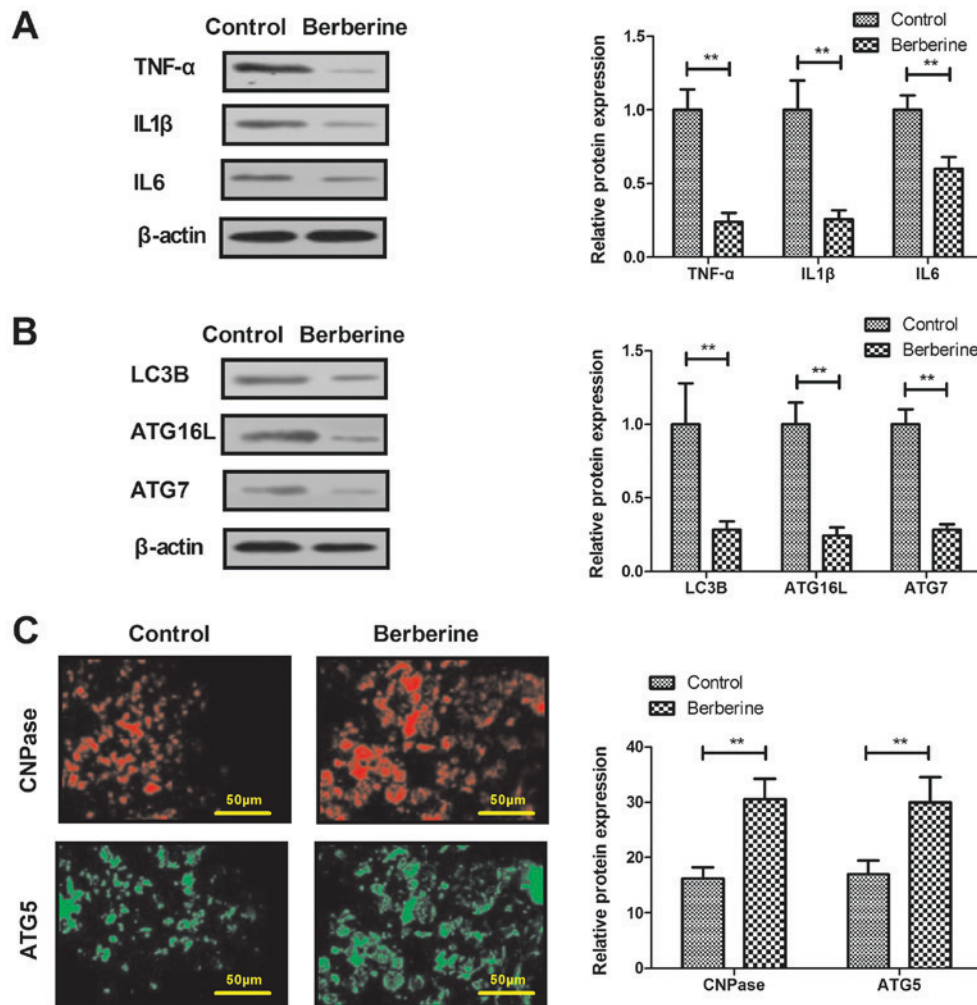 A
Control Berberine
TNF-α
IL1β
IL6
β-actin
Relative protein expression
1.5
1.0
0.5
0.0
Control
Berberine
** ** **
TNF-α IL1β IL6
B
Control Berberine
LC3B
ATG16L
ATG7
β-actin
Relative protein expression
1.5
1.0
0.5
0.0
Control
Berberine
** ** **
LC3B ATG16L ATG7
C
Control Berberine
CNPase
50μm 50μm
ATG5
50μm 50μm
Relative protein expression
40
30
20
10
0
Control
Berberine
** **
CNPase ATG5